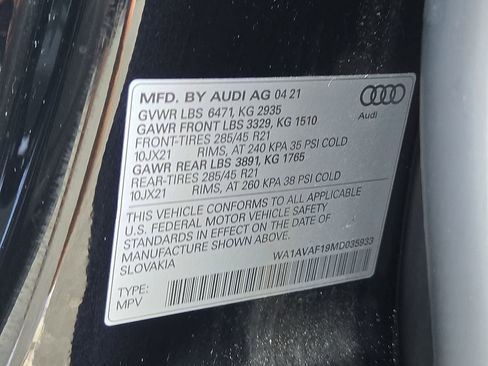 MFD. BY AUDI AG 04 21
GVWR LBS 6471, KG 2935
GAWR FRONT LBS 3329, KG 1510
FRONT-TIRES 285/45 R21
10JX21 RIMS, AT 240 KPA 35 PSI COLD
GAWR REAR LBS 3891, KG 1765
REAR-TIRES 285/45 R21
10JX21 RIMS, AT 260 KPA 38 PSI COLD
THIS VEHICLE CONFORMS TO ALL APPLICABLE
U.S. FEDERAL MOTOR VEHICLE SAFETY
STANDARDS IN EFFECT ON THE DATE OF
MANUFACTURE SHOWN ABOVE.
SLOVAKIA WA1AVAF19MD035933
TYPE:
MPV
Audi